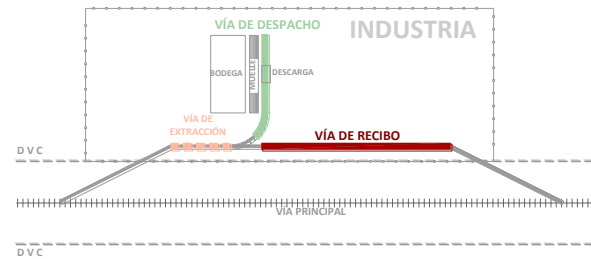 VÍA DE DESPACHO
INDUSTRIA
BODEGA
MUELLE
DESCARGA
VÍA DE
EXTRACCIÓN
VÍA DE RECIBO
D V C
VÍA PRINCIPAL
D V C